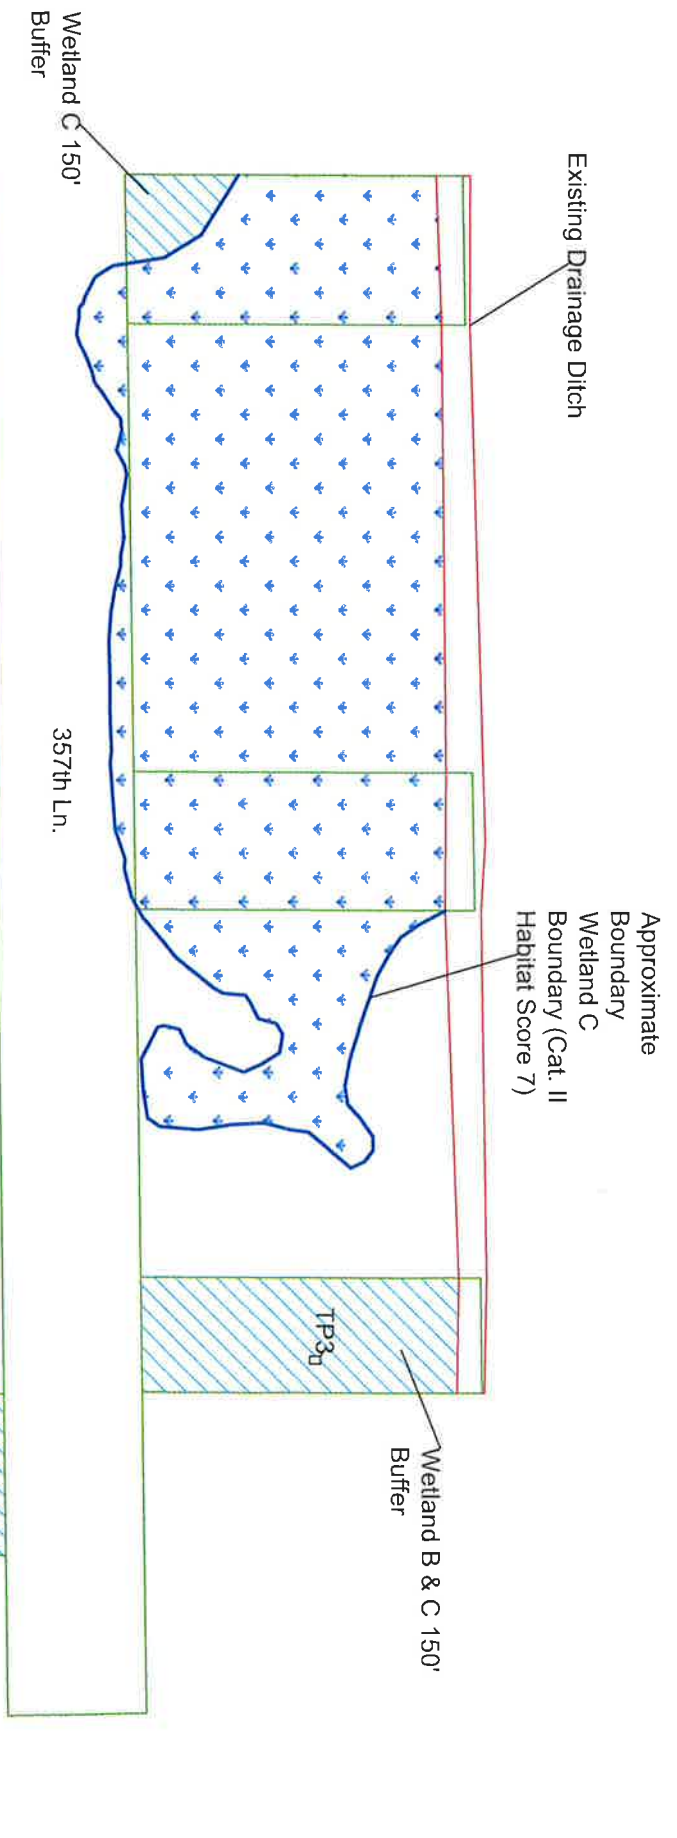 Wetland C 150'
Buffer
Existing Drainage Ditch
357th Ln.
Approximate
Boundary
Wetland C
Boundary (Cat. II
Habitat Score 7)
TP3
Wetland B & C 150'
Buffer